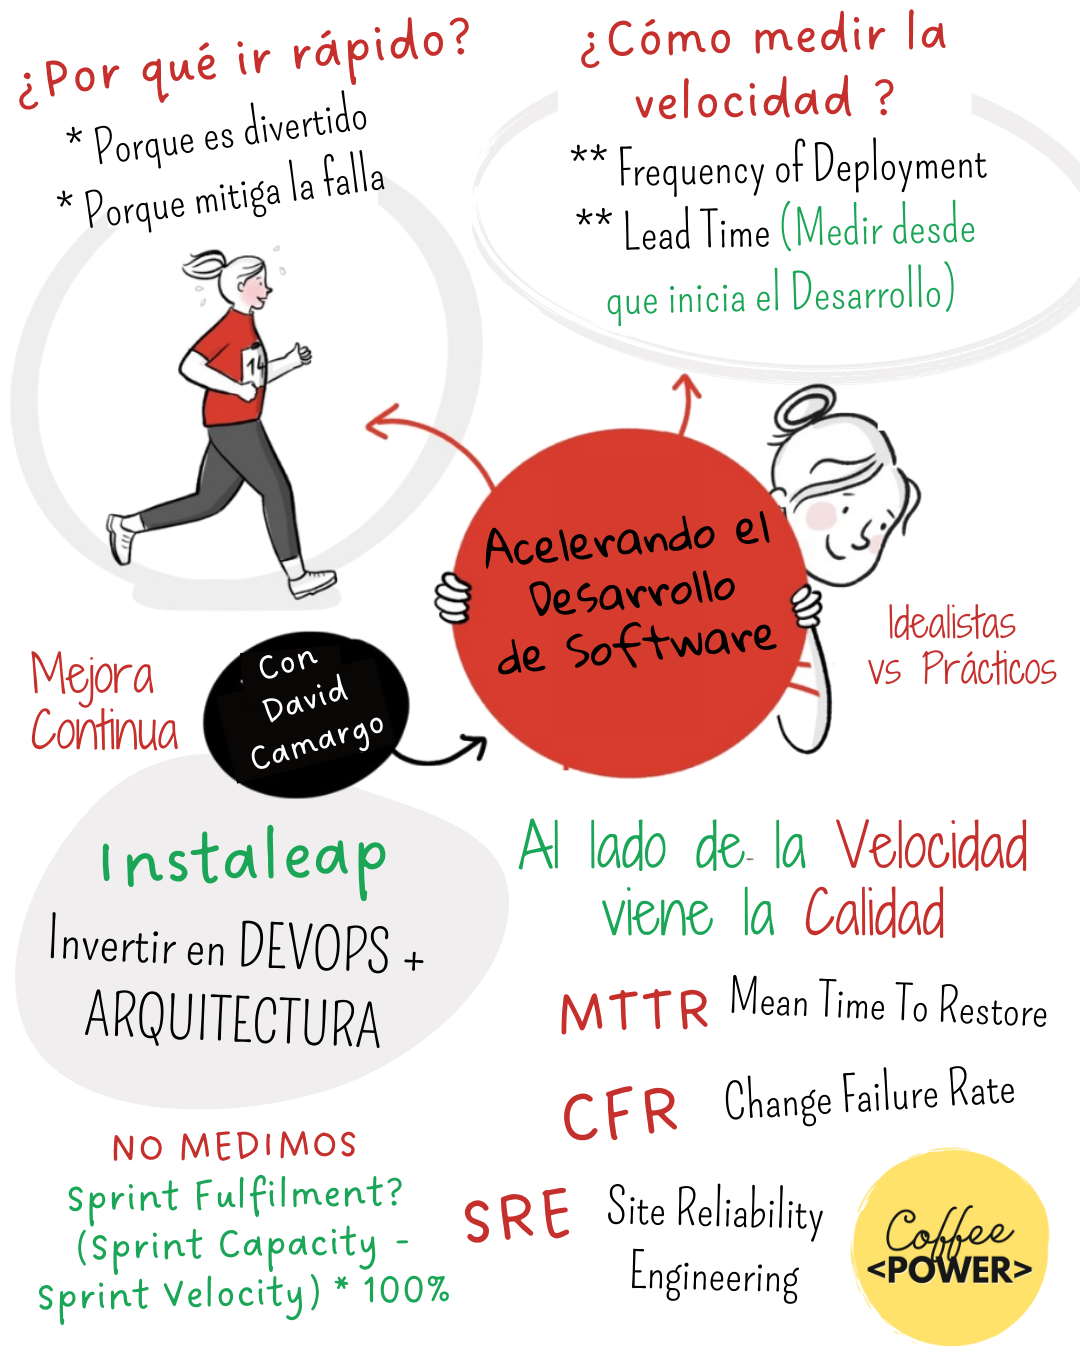 ¿Por qué ir rápido?
* Porque es divertido
* Porque mitiga la falla
¿Cómo medir la
velocidad ?
** Frequency of Deployment
** Lead Time (Medir desde
que inicia el Desarrollo)
14
Acelerando el
Desarrollo
de Software
Idealistas
vs Prácticos
Mejora
Continua
Con
David
Camargo
Instaleap
Invertir en DEVOPS +
ARQUITECTURA
Al lado de la Velocidad
viene la Calidad
MTTR Mean Time To Restore
CFR Change Failure Rate
SRE Site Reliability
Engineering
NO MEDIMOS
Sprint Fulfilment?
(Sprint Capacity -
Sprint Velocity) * 100%
Coffee
<POWER>